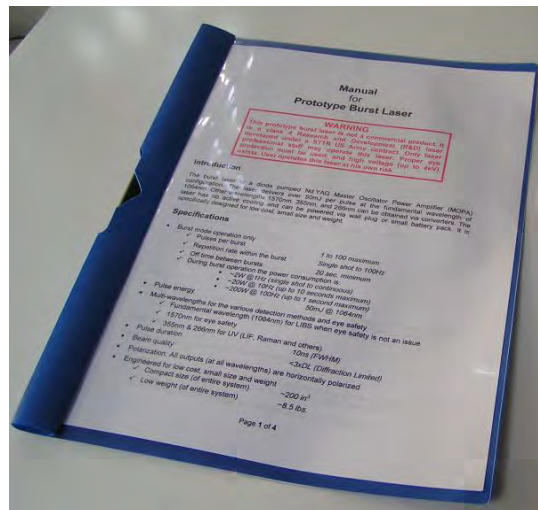 Manual
for
Prototype Burst Laser
WARNING
This prototype burst laser is not a commercial product. It
is a class 4 Research and Development (R&D) laser
developed under a STTR US Army contract. Only laser
professional staff may operate this laser. Proper eye
protection must be used, and high voltage (up to 4kV)
exists. User operates this laser at his own risk.
Introduction
The burst laser is a diode pumped Nd:YAG Master Oscillator Power Amplifier (MOPA)
configuration. The laser delivers over 50mJ per pulse at the fundamental wavelength of
1064nm. Other wavelengths 1570nm, 355nm, and 266nm can be obtained via converters. The
laser has no active cooling and can be powered via wall plug or small battery pack. It is
specifically designed for low cost, small size and weight.
Specifications
• Burst mode operation only
✓ Pulses per burst 1 to 100 maximum
✓ Repetition rate within the burst Single shot to 100Hz
✓ Off time between bursts 20 sec. minimum
✓ During burst operation the power consumption is:
• ~2W @ 1Hz (single shot to continuous)
• ~20W @ 10Hz (up to 10 seconds maximum)
• ~200W @ 100Hz (up to 1 second maximum)
• Pulse energy 50mJ @ 1064nm
• Multi-wavelengths for the various detection methods and eye safety
✓ Fundamental wavelength (1064nm) for LIBS when eye safety is not an issue
✓ 1570nm for eye safety
✓ 355nm & 266nm for UV (LIF, Raman and others)
• Pulse duration 10ns (FWHM)
• Beam quality <3xDL (Diffraction Limited)
• Polarization: All outputs (at all wavelengths) are horizontally polarized
• Engineered for low cost, small size and weight
✓ Compact size (of entire system) ~200 in³
✓ Low weight (of entire system) ~8.5 lbs.
Page 1 of 4